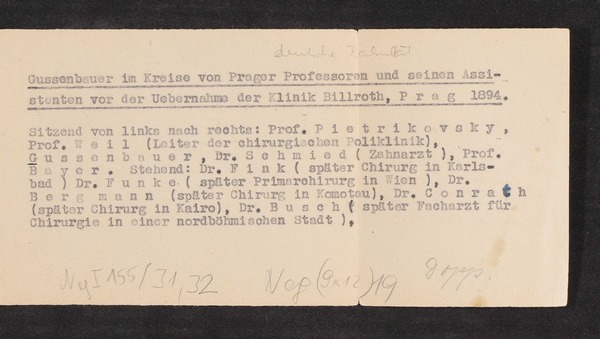 deutsche Fakultät
Gussenbauer im Kreise von Prager Professoren und seinen Assi-
stenten vor der Uebernahme der Klinik Billroth, P r a g  1894.
Sitzend von links nach rechts: Prof. P i e t r i k o v s k y ,
Prof. W e i l  (Leiter der chirurgischen Poliklinik),
G u s s e n b a u e r , Dr. S c h m i e d ( Zahnarzt ), Prof.
B a y e r . Stehend: Dr. F i n k ( später Chirurg in Karls-
bad ) Dr. F u n k e ( später Primarchirurg in Wien ), Dr.
B e r g m a n n  (später Chirurg in Komotau), Dr. C o n r a t h
(später Chirurg in Kairo), Dr. B u s c h ( später Facharzt für
Chirurgie in einer nordböhmischen Stadt ),
Neg I 155/31,32 Neg (9x12) 19 Dopp.